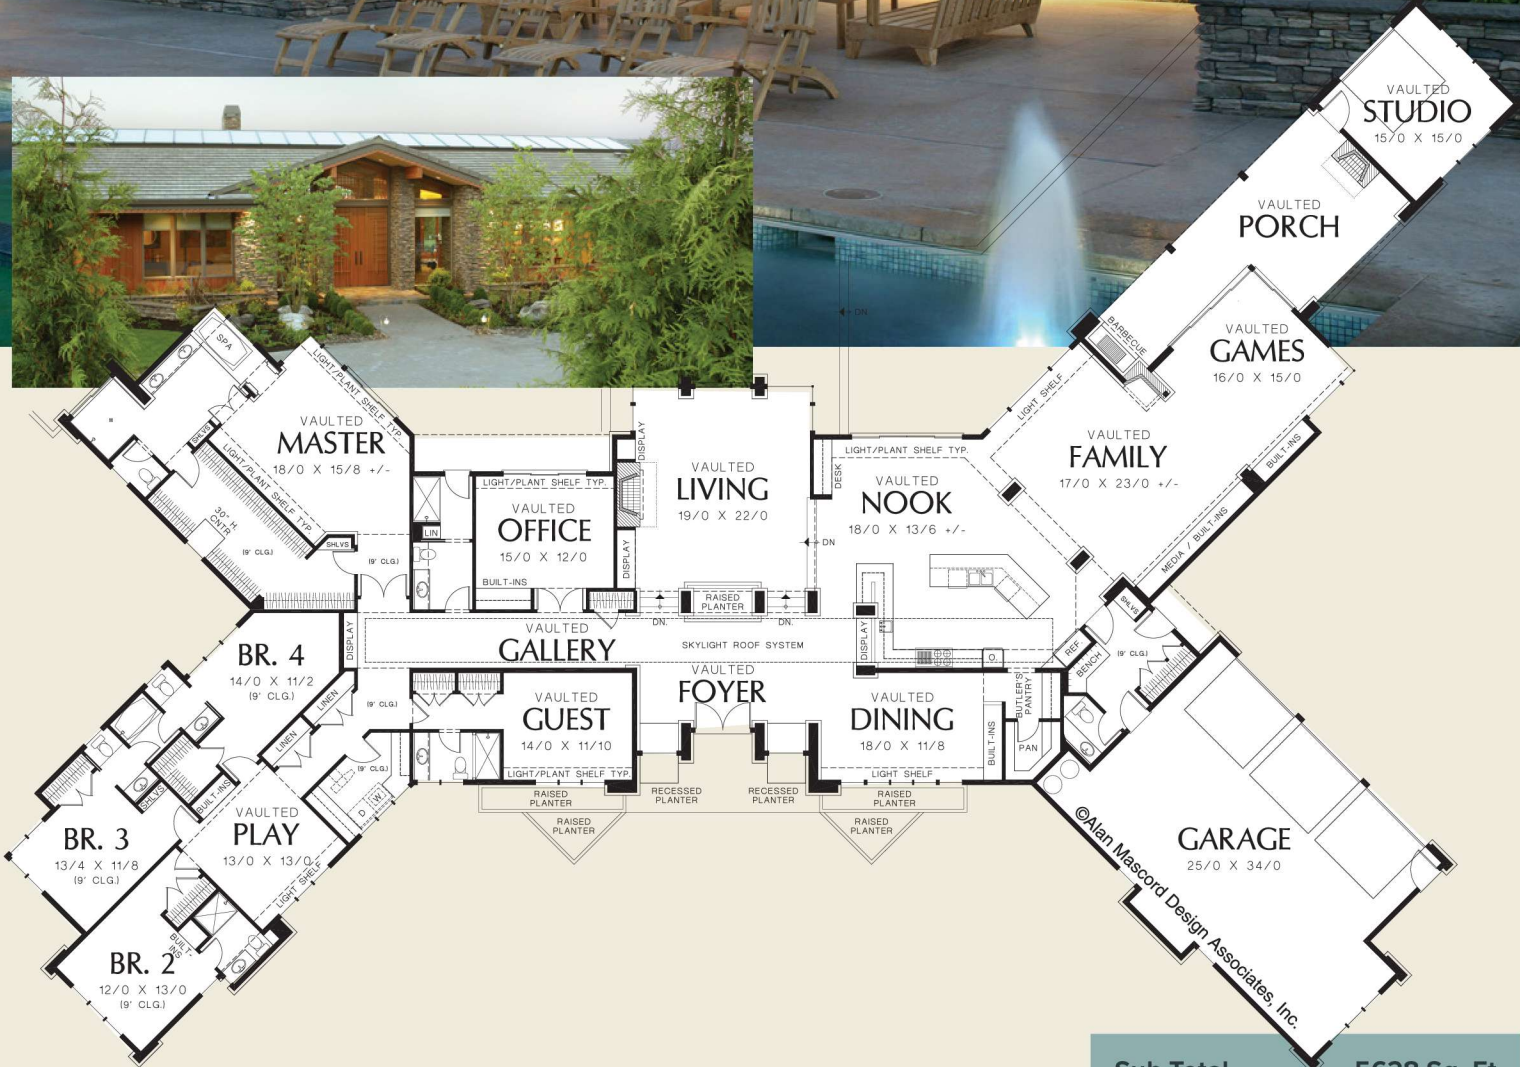 VAULTED
STUDIO
15/0 X 15/0
VAULTED
PORCH
BARBECUE
VAULTED
GAMES
16/0 X 15/0
DN
SPA
LIGHT/PLANT SHELF TYP.
VAULTED
MASTER
18/0 X 15/8 +/-
SHLVS
LIGHT/PLANT SHELF TYP.
30" H.
CNTR
(9' CLG.)
SHLVS
(9' CLG.)
LIN
LIGHT/PLANT SHELF TYP.
VAULTED
OFFICE
15/0 X 12/0
BUILT-INS
DISPLAY
VAULTED
LIVING
19/0 X 22/0
DISPLAY
RAISED
PLANTER
DN.
DN.
DN
DESK
LIGHT/PLANT SHELF TYP.
VAULTED
NOOK
18/0 X 13/6 +/-
LIGHT SHELF
VAULTED
FAMILY
17/0 X 23/0 +/-
BUILT-INS
MEDIA / BUILT-INS
DISPLAY
VAULTED
GALLERY
SKYLIGHT ROOF SYSTEM
DISPLAY
O.
REF.
BENCH
SHLVS
(9' CLG.)
BR. 4
14/0 X 11/2
(9' CLG.)
LINEN
LINEN
(9' CLG.)
VAULTED
GUEST
14/0 X 11/10
LIGHT/PLANT SHELF TYP.
VAULTED
FOYER
VAULTED
DINING
18/0 X 11/8
LIGHT SHELF
BUILT-INS
BUTLER'S
PANTRY
PAN
RAISED
PLANTER
RAISED
PLANTER
RECESSED
PLANTER
RECESSED
PLANTER
RAISED
PLANTER
RAISED
PLANTER
(9' CLG.)
D
W
SHLVS
BUILT-INS
BR. 3
13/4 X 11/8
(9' CLG.)
VAULTED
PLAY
13/0 X 13/0
LIGHT SHELF
BUILT-
INS
BR. 2
12/0 X 13/0
(9' CLG.)
GARAGE
25/0 X 34/0
©Alan Mascord Design Associates, Inc.
Sub Total 5628 Sq. Ft.